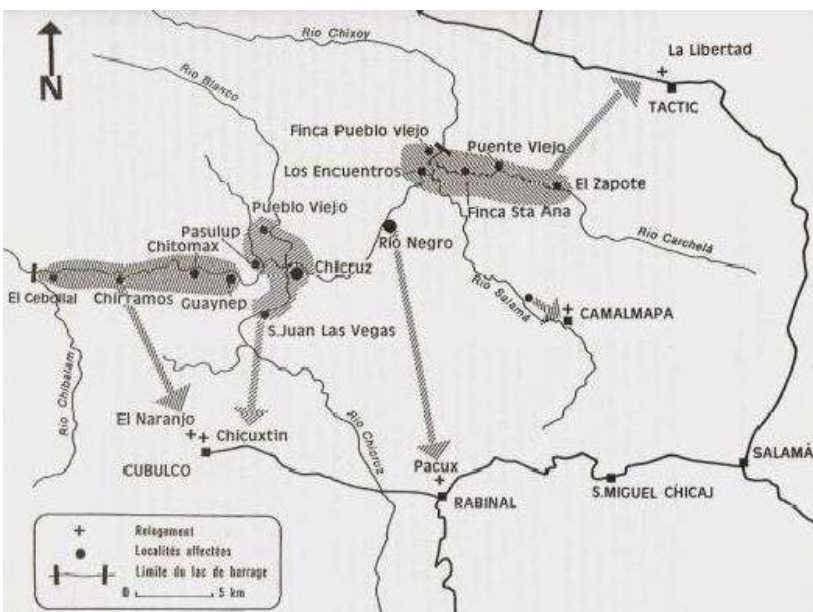 Río Chixoy
La Libertad
TACTIC
Río Blanco
N
Finca Pueblo viejo
Puente Viejo
Los Encuentros
El Zapote
Finca Sta Ana
Pueblo Viejo
Pasulup
Río Negro
Río Carchelá
Chitomax
Chicruz
El Cebollal
Chirramos
Guaynep
Río Salamá
CAMALMAPA
S.Juan Las Vegas
Río Chibalam
El Naranjo
Chicuxtin
Río Chicruz
CUBULCO
Pacux
SALAMÁ
RABINAL
S.MIGUEL CHICAJ
Relogement
Localités affectées
Limite du lac de barrage
0 5 km